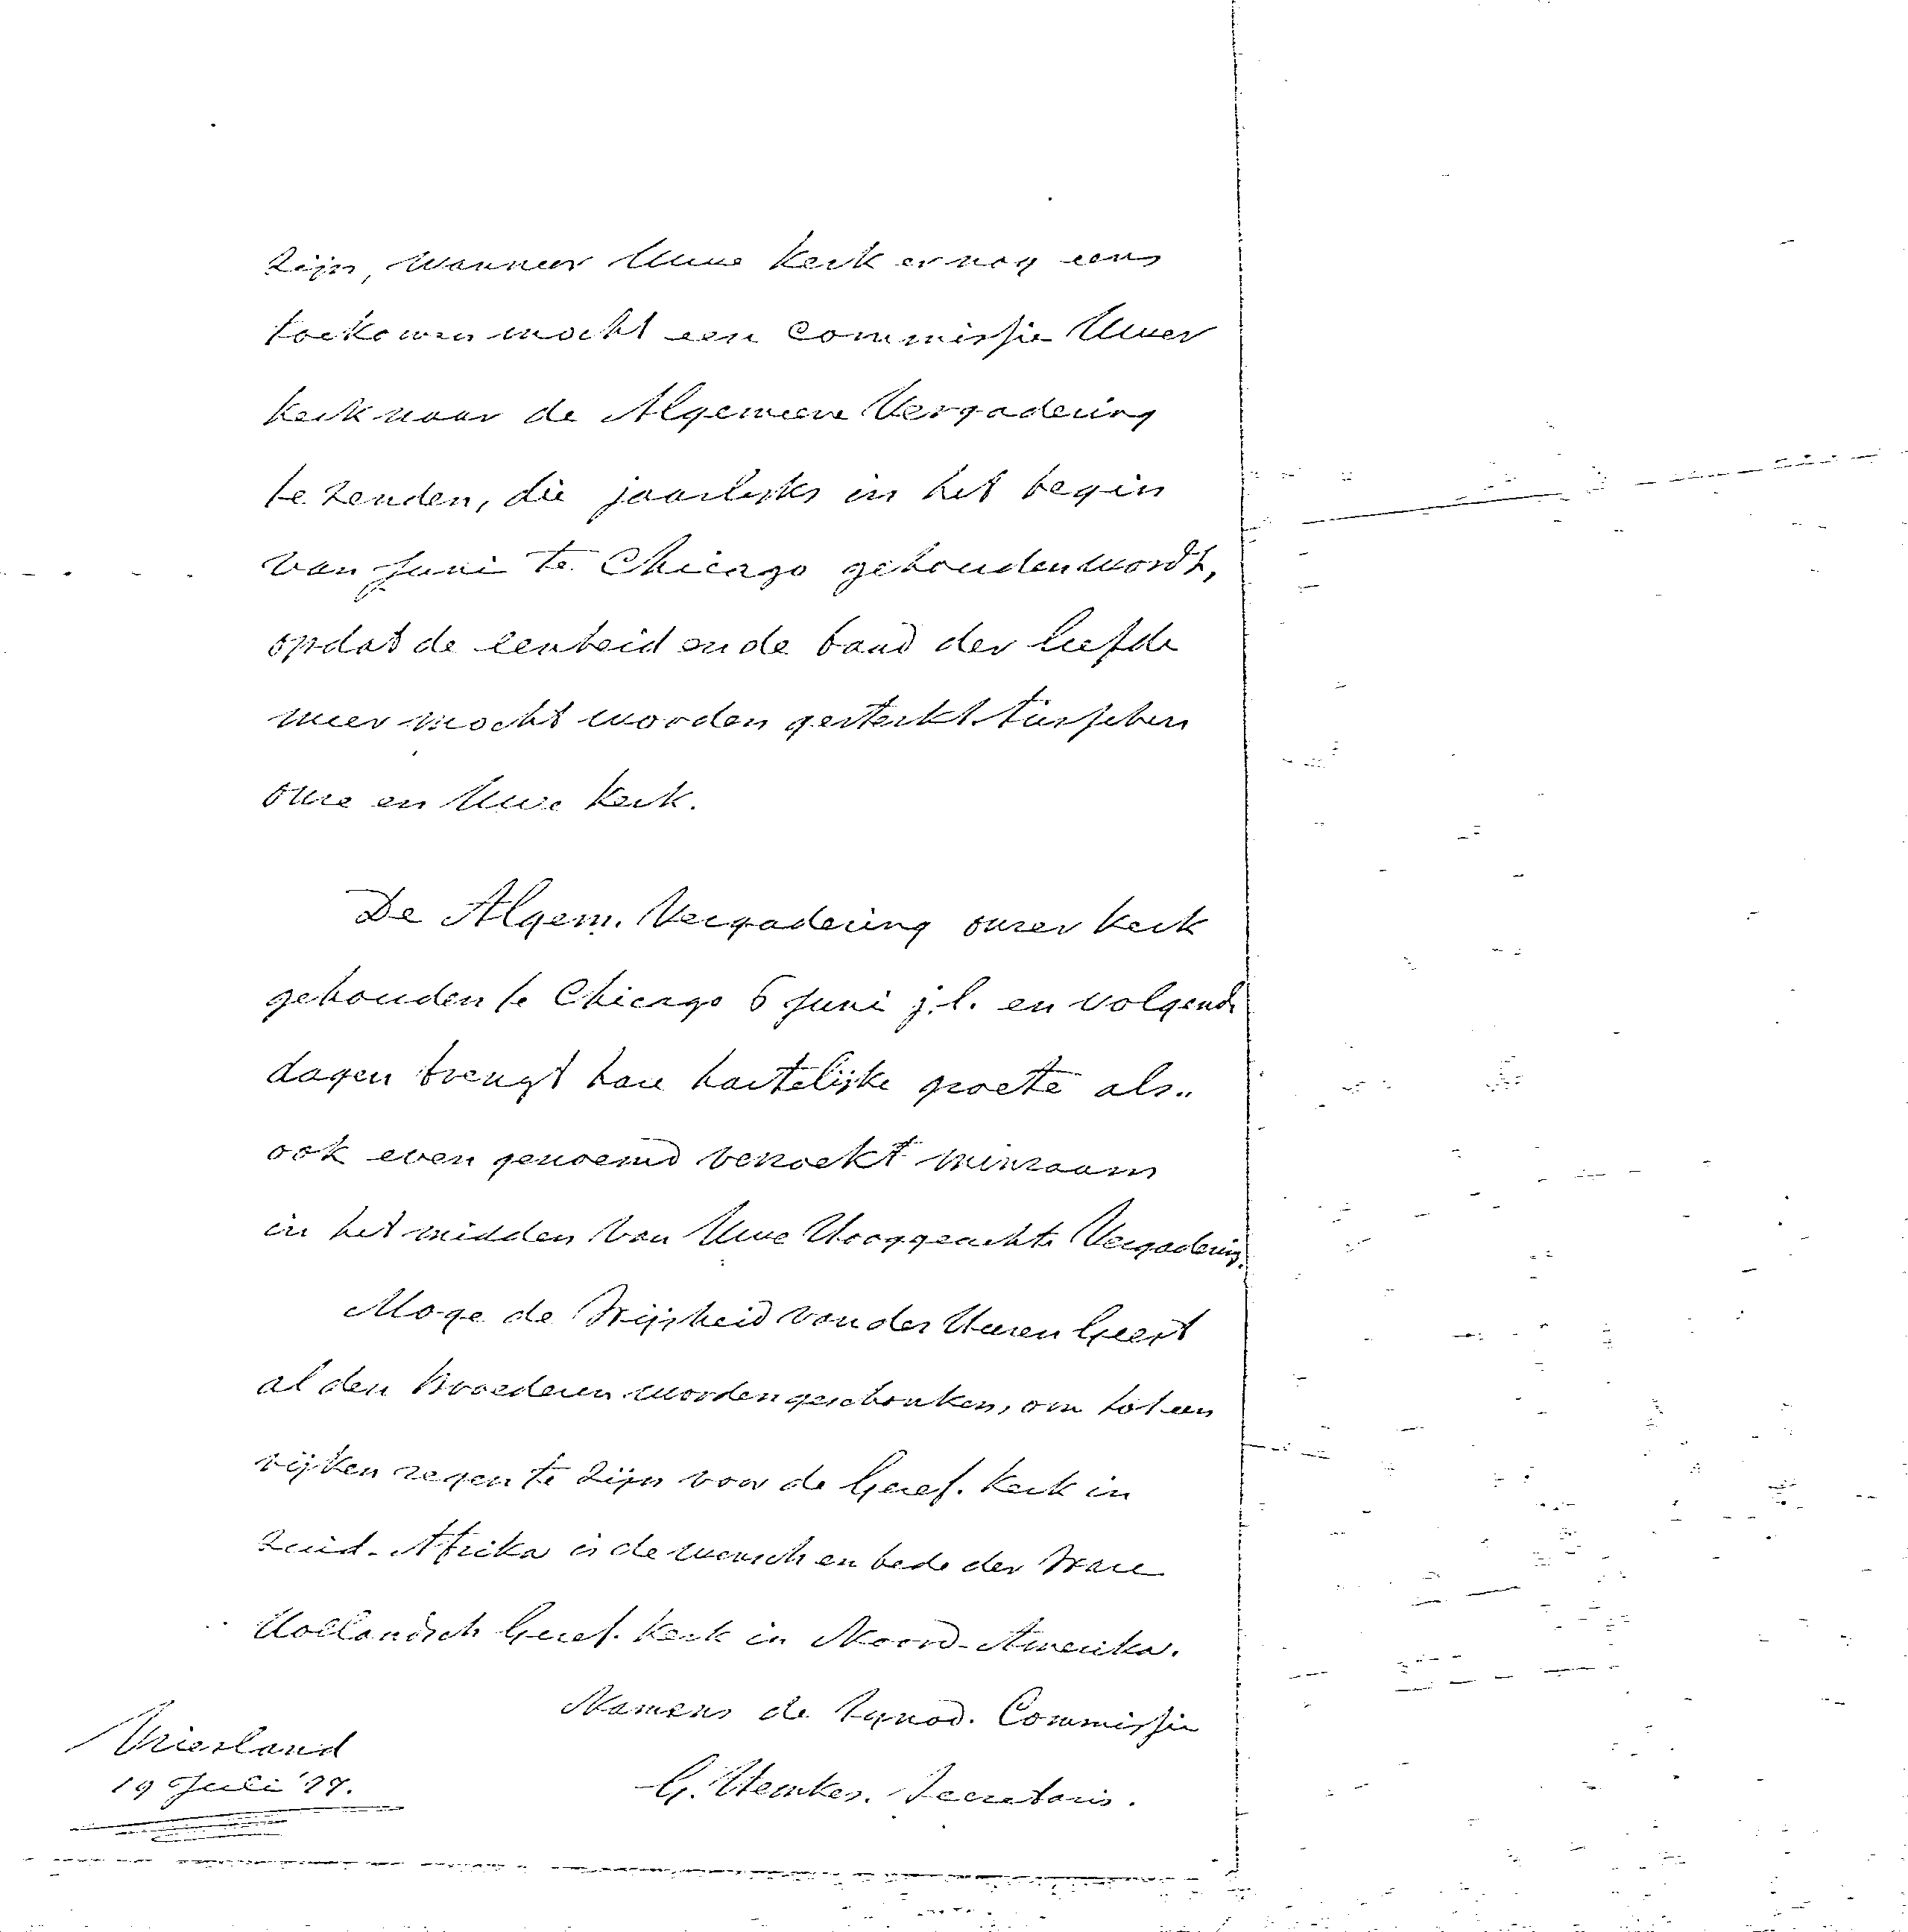 zijn, wanneer Uwe Kerk er nog eens
toekomen mocht een Commissie Uwer
Kerk naar de Algemeene Vergadering
te zenden, die jaarlijks in het begin
van Juni te Chicago gehouden wordt,
opdat de eenheid en de band der liefde
meer mocht worden gesterkt tusschen
onze en Uwe Kerk.
De Algem. Vergadering onzer Kerk
gehouden te Chicago 6 Juni j.l. en volgende
dagen brengt hare hartelijke groete als
ook even genoemd verzoekt minzaam
in het midden van Uwe Hooggeachte Vergadering.
Moge de Wijsheid van des Heeren Geest
al den Broederen worden geschonken, om tot een
rijken zegen te zijn voor de Geref. Kerk in
Zuid-Afrika is de wensch en bede der Ware
Hollandsch Geref. Kerk in Noord-Amerika.
Namens de Synod. Commissie
Vriesland
19 Juli '97.
G. Hemkes. Secretaris.